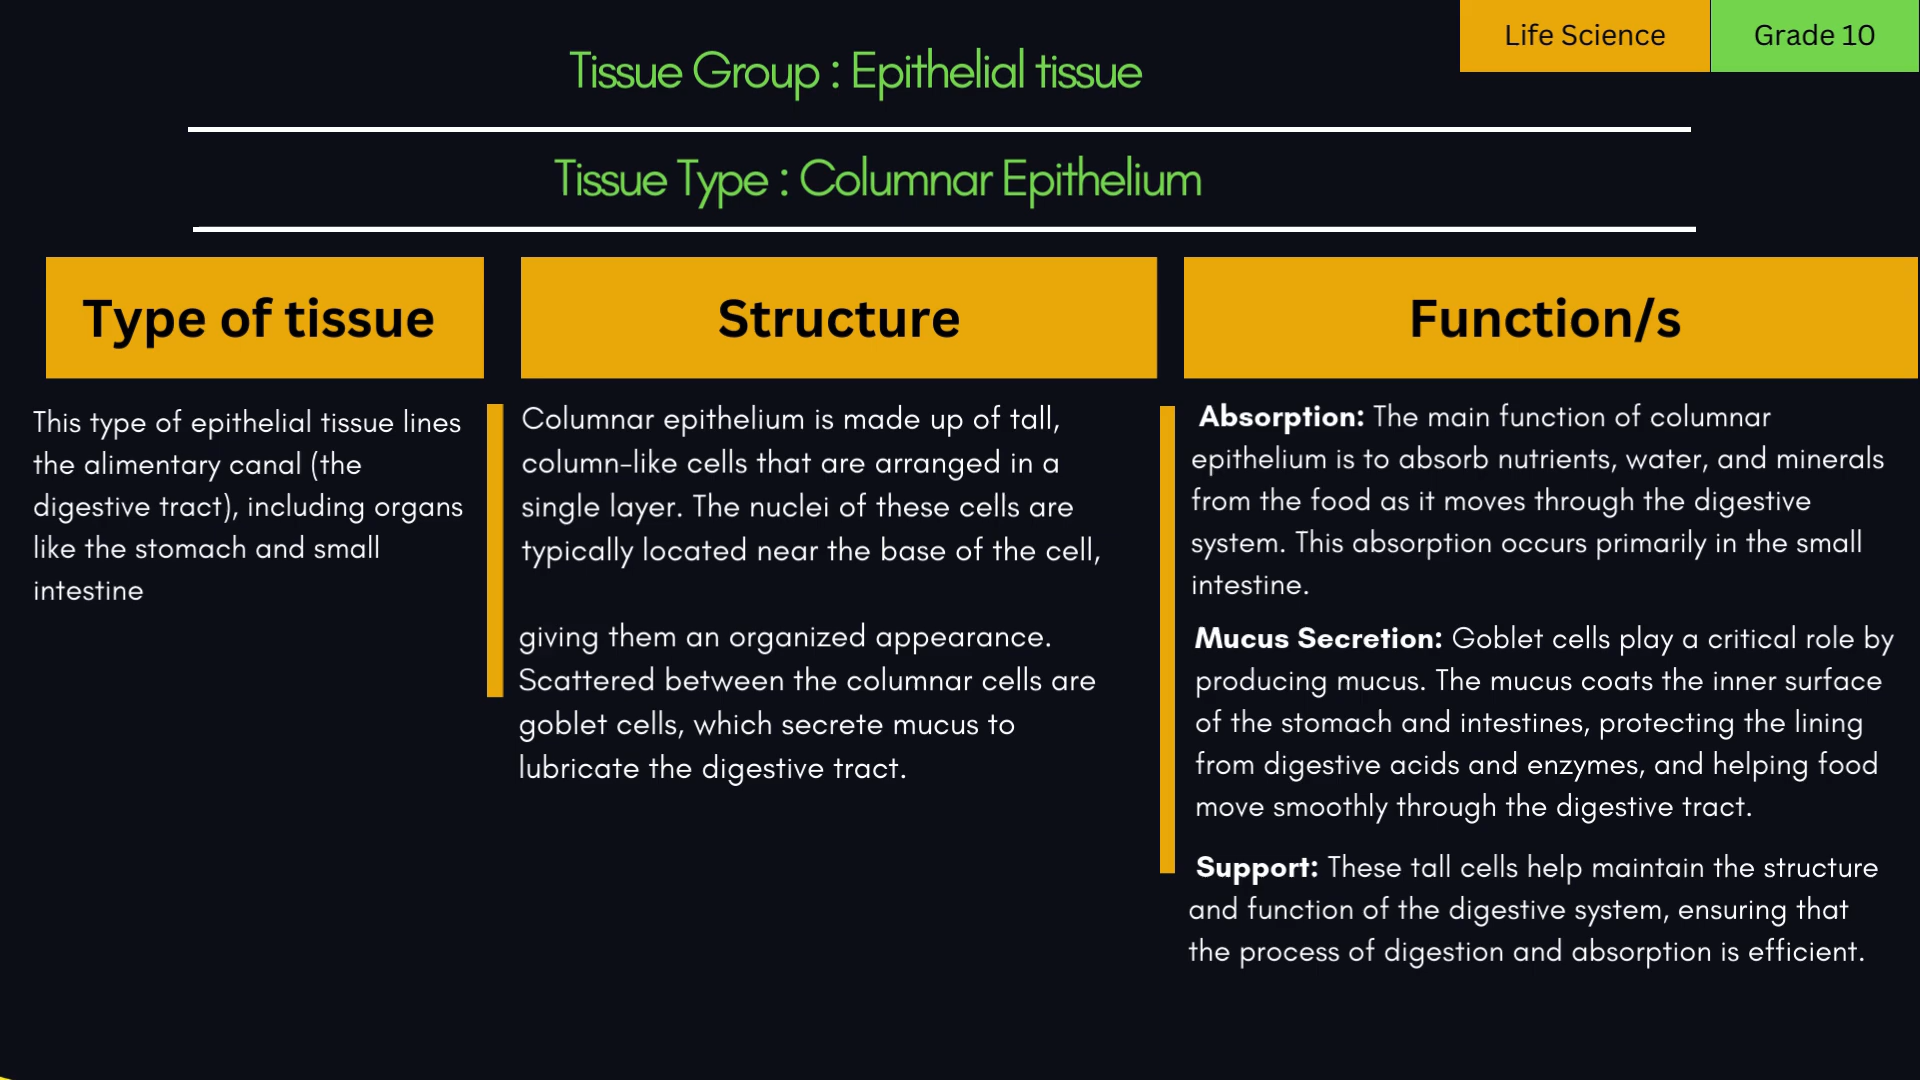 Life Science
Grade 10
Tissue Group : Epithelial tissue
Tissue Type : Columnar Epithelium
Type of tissue
Structure
Function/s
This type of epithelial tissue lines
the alimentary canal (the
digestive tract), including organs
like the stomach and small
intestine
Columnar epithelium is made up of tall,
column-like cells that are arranged in a
single layer. The nuclei of these cells are
typically located near the base of the cell,
giving them an organized appearance.
Scattered between the columnar cells are
goblet cells, which secrete mucus to
lubricate the digestive tract.
Absorption: The main function of columnar
epithelium is to absorb nutrients, water, and minerals
from the food as it moves through the digestive
system. This absorption occurs primarily in the small
intestine.
Mucus Secretion: Goblet cells play a critical role by
producing mucus. The mucus coats the inner surface
of the stomach and intestines, protecting the lining
from digestive acids and enzymes, and helping food
move smoothly through the digestive tract.
Support: These tall cells help maintain the structure
and function of the digestive system, ensuring that
the process of digestion and absorption is efficient.